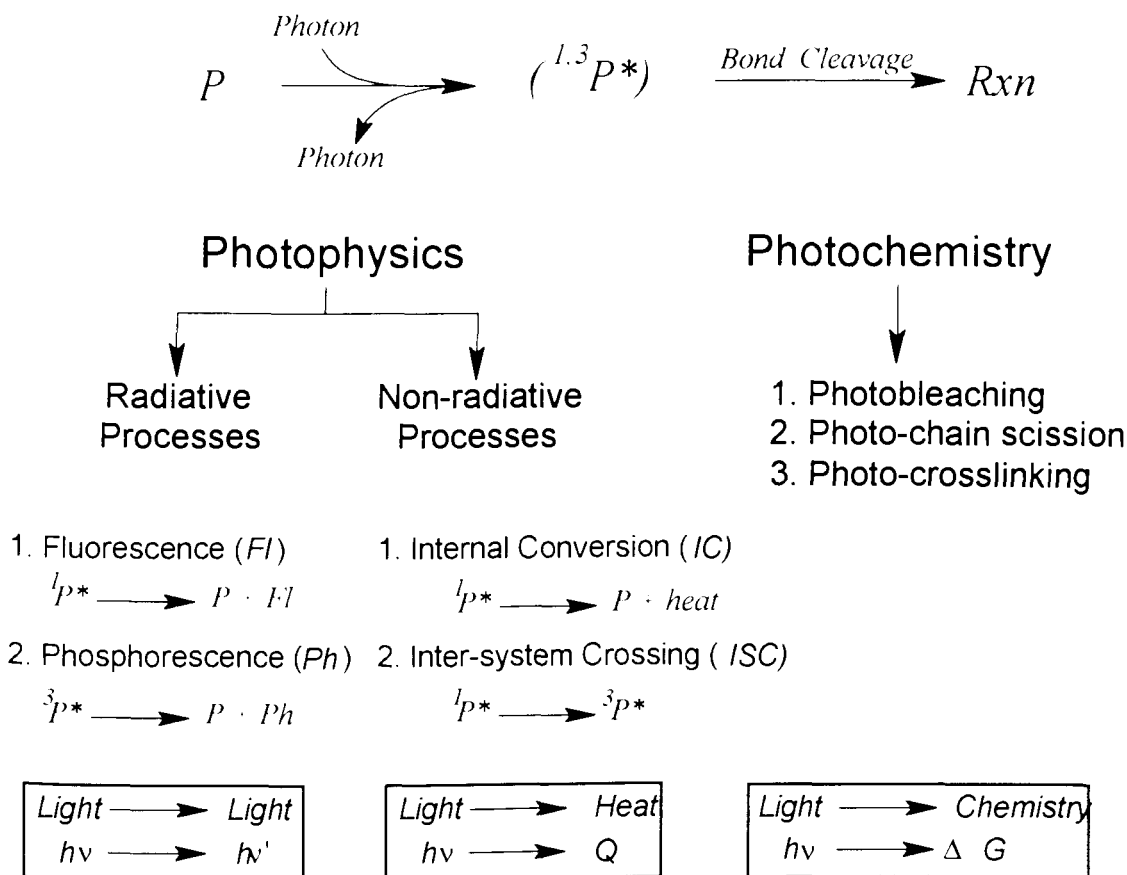 Photon
P ⟶ (1,3P*) Bond Cleavage ⟶ Rxn
Photon
Photophysics
Photochemistry
Radiative
Processes
Non-radiative
Processes
1. Photobleaching
2. Photo-chain scission
3. Photo-crosslinking
1. Fluorescence (Fl)
1P* ⟶ P · Fl
2. Phosphorescence (Ph)
3P* ⟶ P · Ph
1. Internal Conversion (IC)
1P* ⟶ P · heat
2. Inter-system Crossing ( ISC)
1P* ⟶ 3P*
Light ⟶ Light
hν ⟶ hν'
Light ⟶ Heat
hν ⟶ Q
Light ⟶ Chemistry
hν ⟶ Δ G